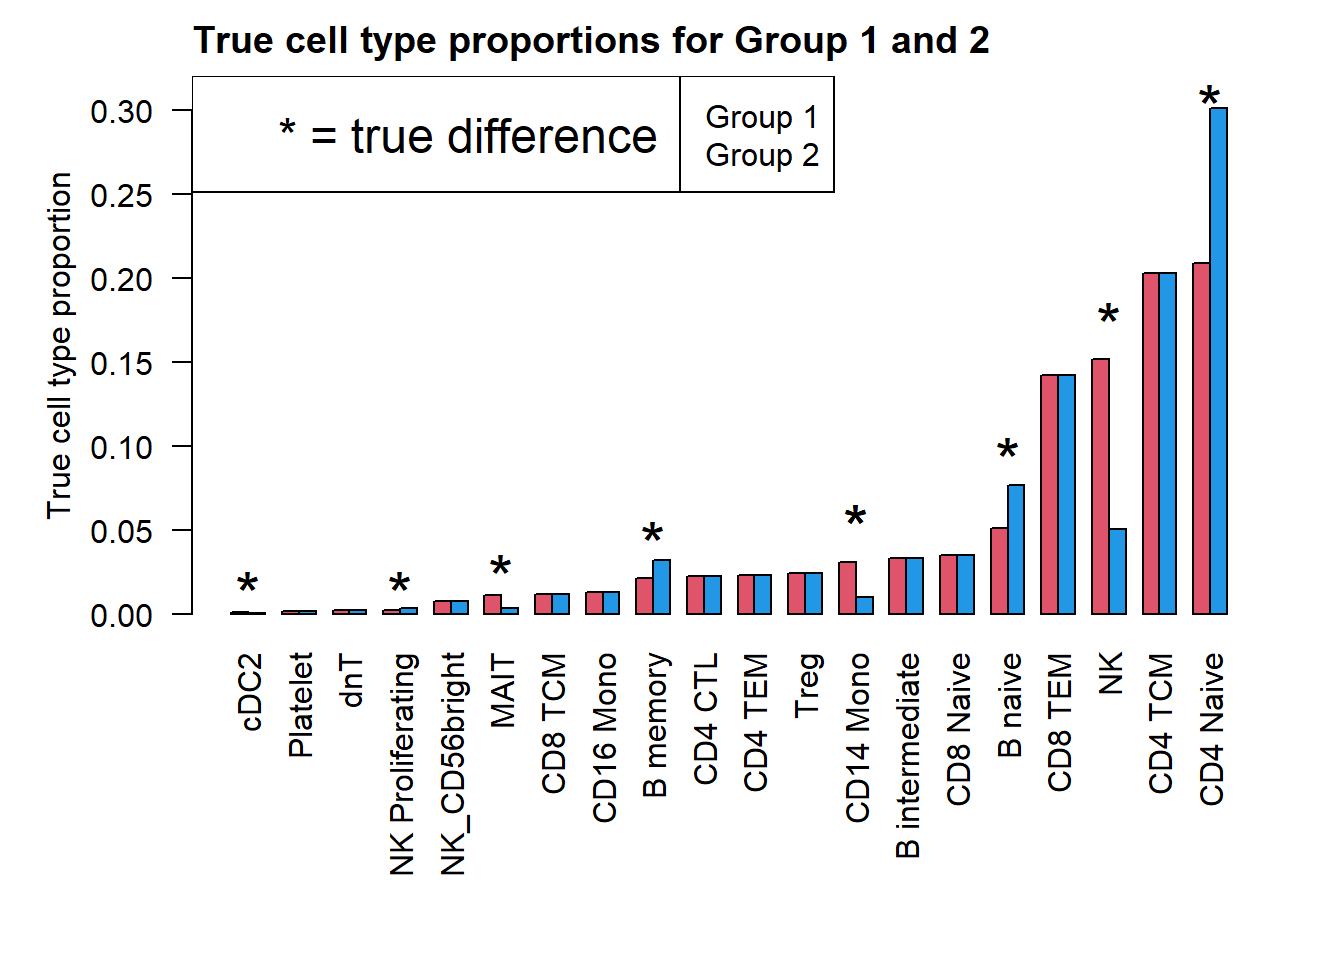 True cell type proportions for Group 1 and 2
* = true difference
Group 1
Group 2
True cell type proportion
0.30
0.25
0.20
0.15
0.10
0.05
0.00
*
*
*
*
*
*
*
*
cDC2
Platelet
dnT
NK Proliferating
NK_CD56bright
MAIT
CD8 TCM
CD16 Mono
B memory
CD4 CTL
CD4 TEM
Treg
CD14 Mono
B intermediate
CD8 Naive
B naive
CD8 TEM
NK
CD4 TCM
CD4 Naive